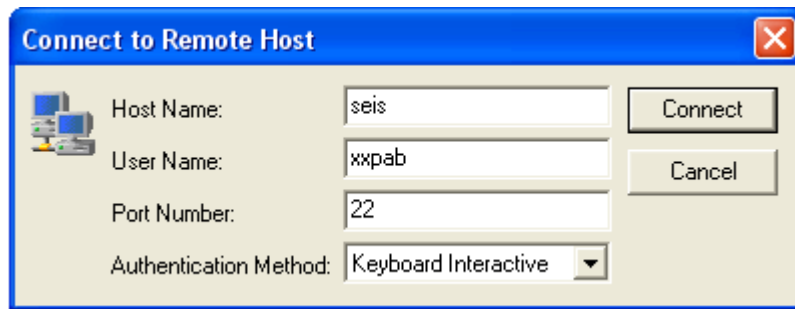 Connect to Remote Host
Host Name: seis Connect
User Name: xxpab Cancel
Port Number: 22
Authentication Method: Keyboard Interactive